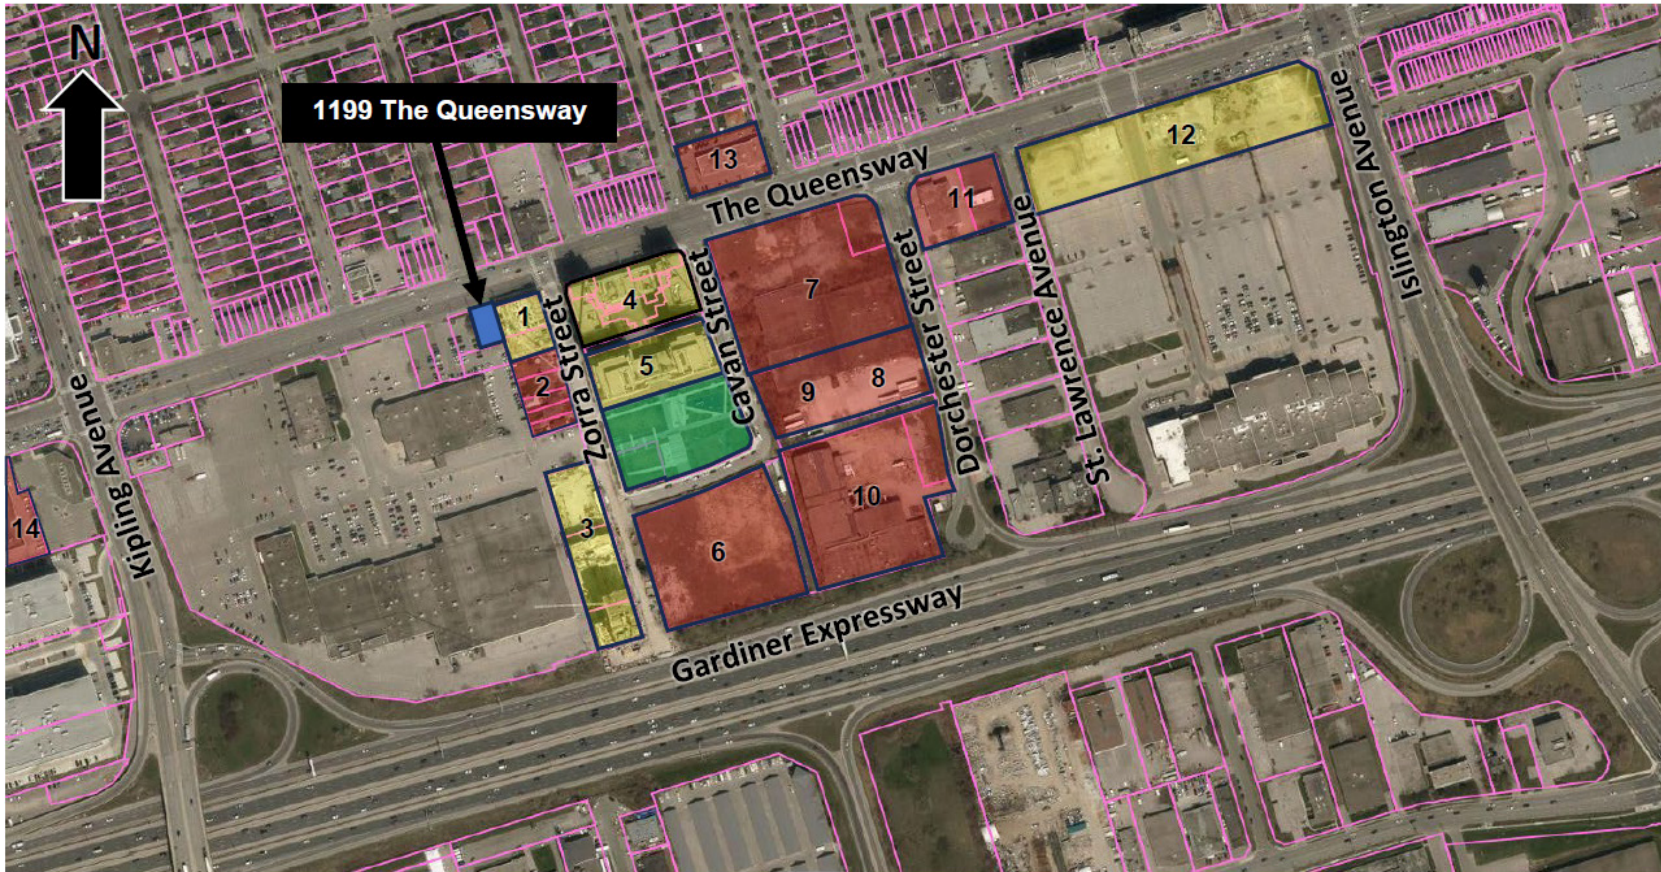 N
1199 The Queensway
13
The Queensway
12
11
Islington Avenue
St. Lawrence Avenue
Dorchester Street
Cavan Street
Zorra Street
Kipling Avenue
1
4
7
2
5
9
8
3
6
10
14
Gardiner Expressway